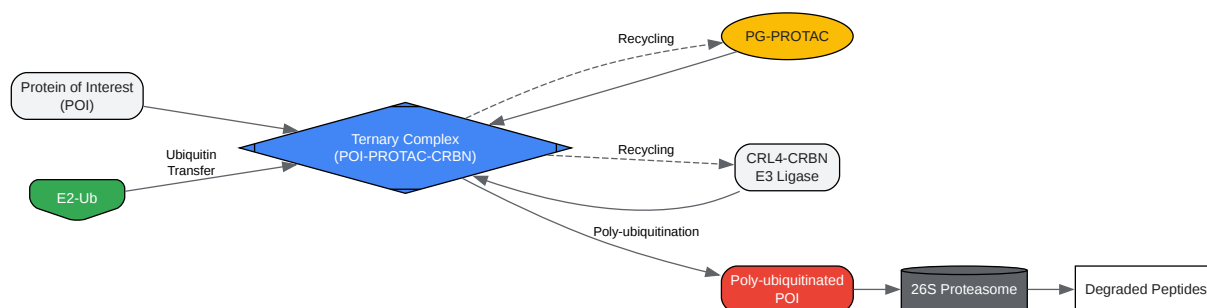 PG-PROTAC
Recycling
Protein of Interest
(POI)
Ternary Complex
(POI-PROTAC-CRBN)
Ubiquitin
Transfer
Recycling
CRL4-CRBN
E3 Ligase
E2-Ub
Poly-ubiquitination
Poly-ubiquitinated
POI
26S Proteasome
Degraded Peptides